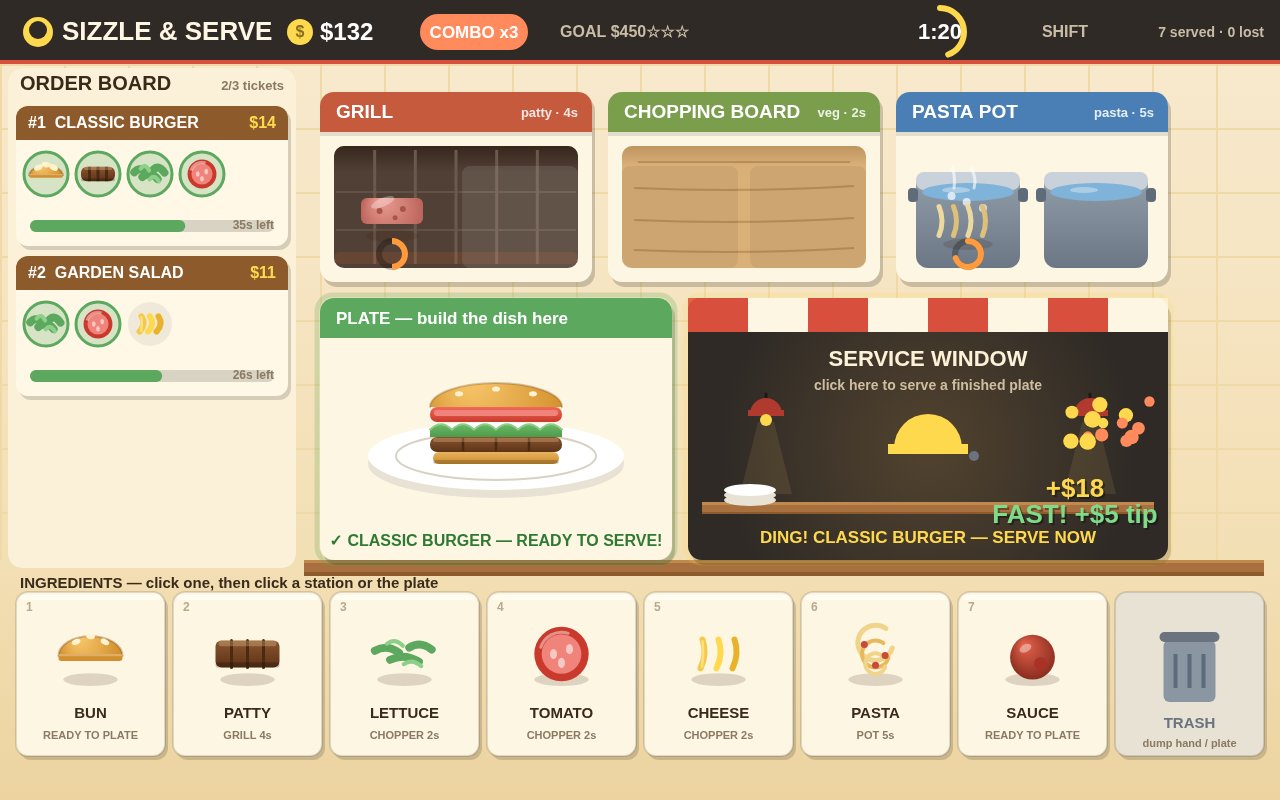 SIZZLE & SERVE $ $132 COMBO x3 GOAL $450☆☆☆ 1:20 SHIFT 7 served · 0 lost
ORDER BOARD 2/3 tickets
#1 CLASSIC BURGER $14
35s left
#2 GARDEN SALAD $11
26s left
GRILL patty · 4s
CHOPPING BOARD veg · 2s
PASTA POT pasta · 5s
PLATE — build the dish here
✓ CLASSIC BURGER — READY TO SERVE!
SERVICE WINDOW
click here to serve a finished plate
+$18
FAST! +$5 tip
DING! CLASSIC BURGER — SERVE NOW
INGREDIENTS — click one, then click a station or the plate
1
BUN
READY TO PLATE
2
PATTY
GRILL 4s
3
LETTUCE
CHOPPER 2s
4
TOMATO
CHOPPER 2s
5
CHEESE
CHOPPER 2s
6
PASTA
POT 5s
7
SAUCE
READY TO PLATE
TRASH
dump hand / plate